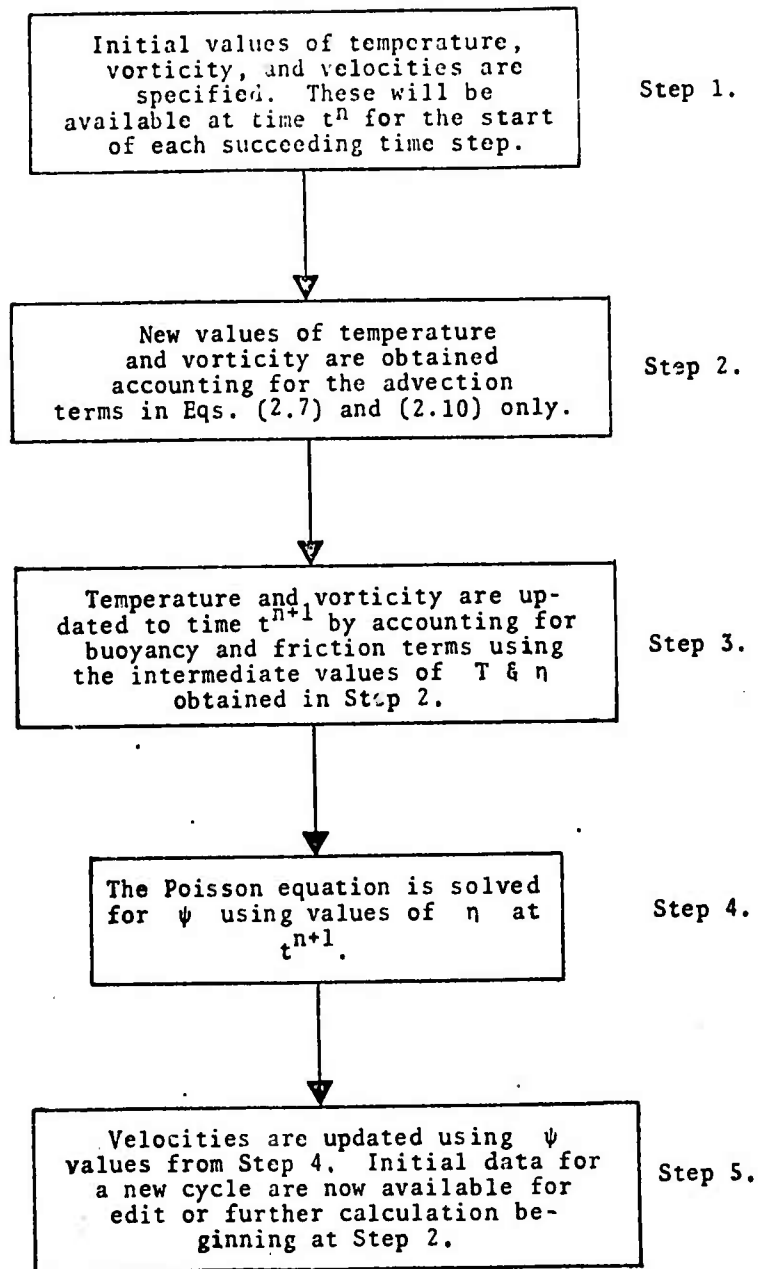 Initial values of temperature,
vorticity, and velocities are
specified. These will be
available at time tⁿ for the start
of each succeeding time step.
Step 1.
New values of temperature
and vorticity are obtained
accounting for the advection
terms in Eqs. (2.7) and (2.10) only.
Step 2.
Temperature and vorticity are up-
dated to time tⁿ⁺¹ by accounting for
buoyancy and friction terms using
the intermediate values of T & η
obtained in Step 2.
Step 3.
The Poisson equation is solved
for ψ using values of η at
tⁿ⁺¹.
Step 4.
Velocities are updated using ψ
values from Step 4. Initial data for
a new cycle are now available for
edit or further calculation be-
ginning at Step 2.
Step 5.